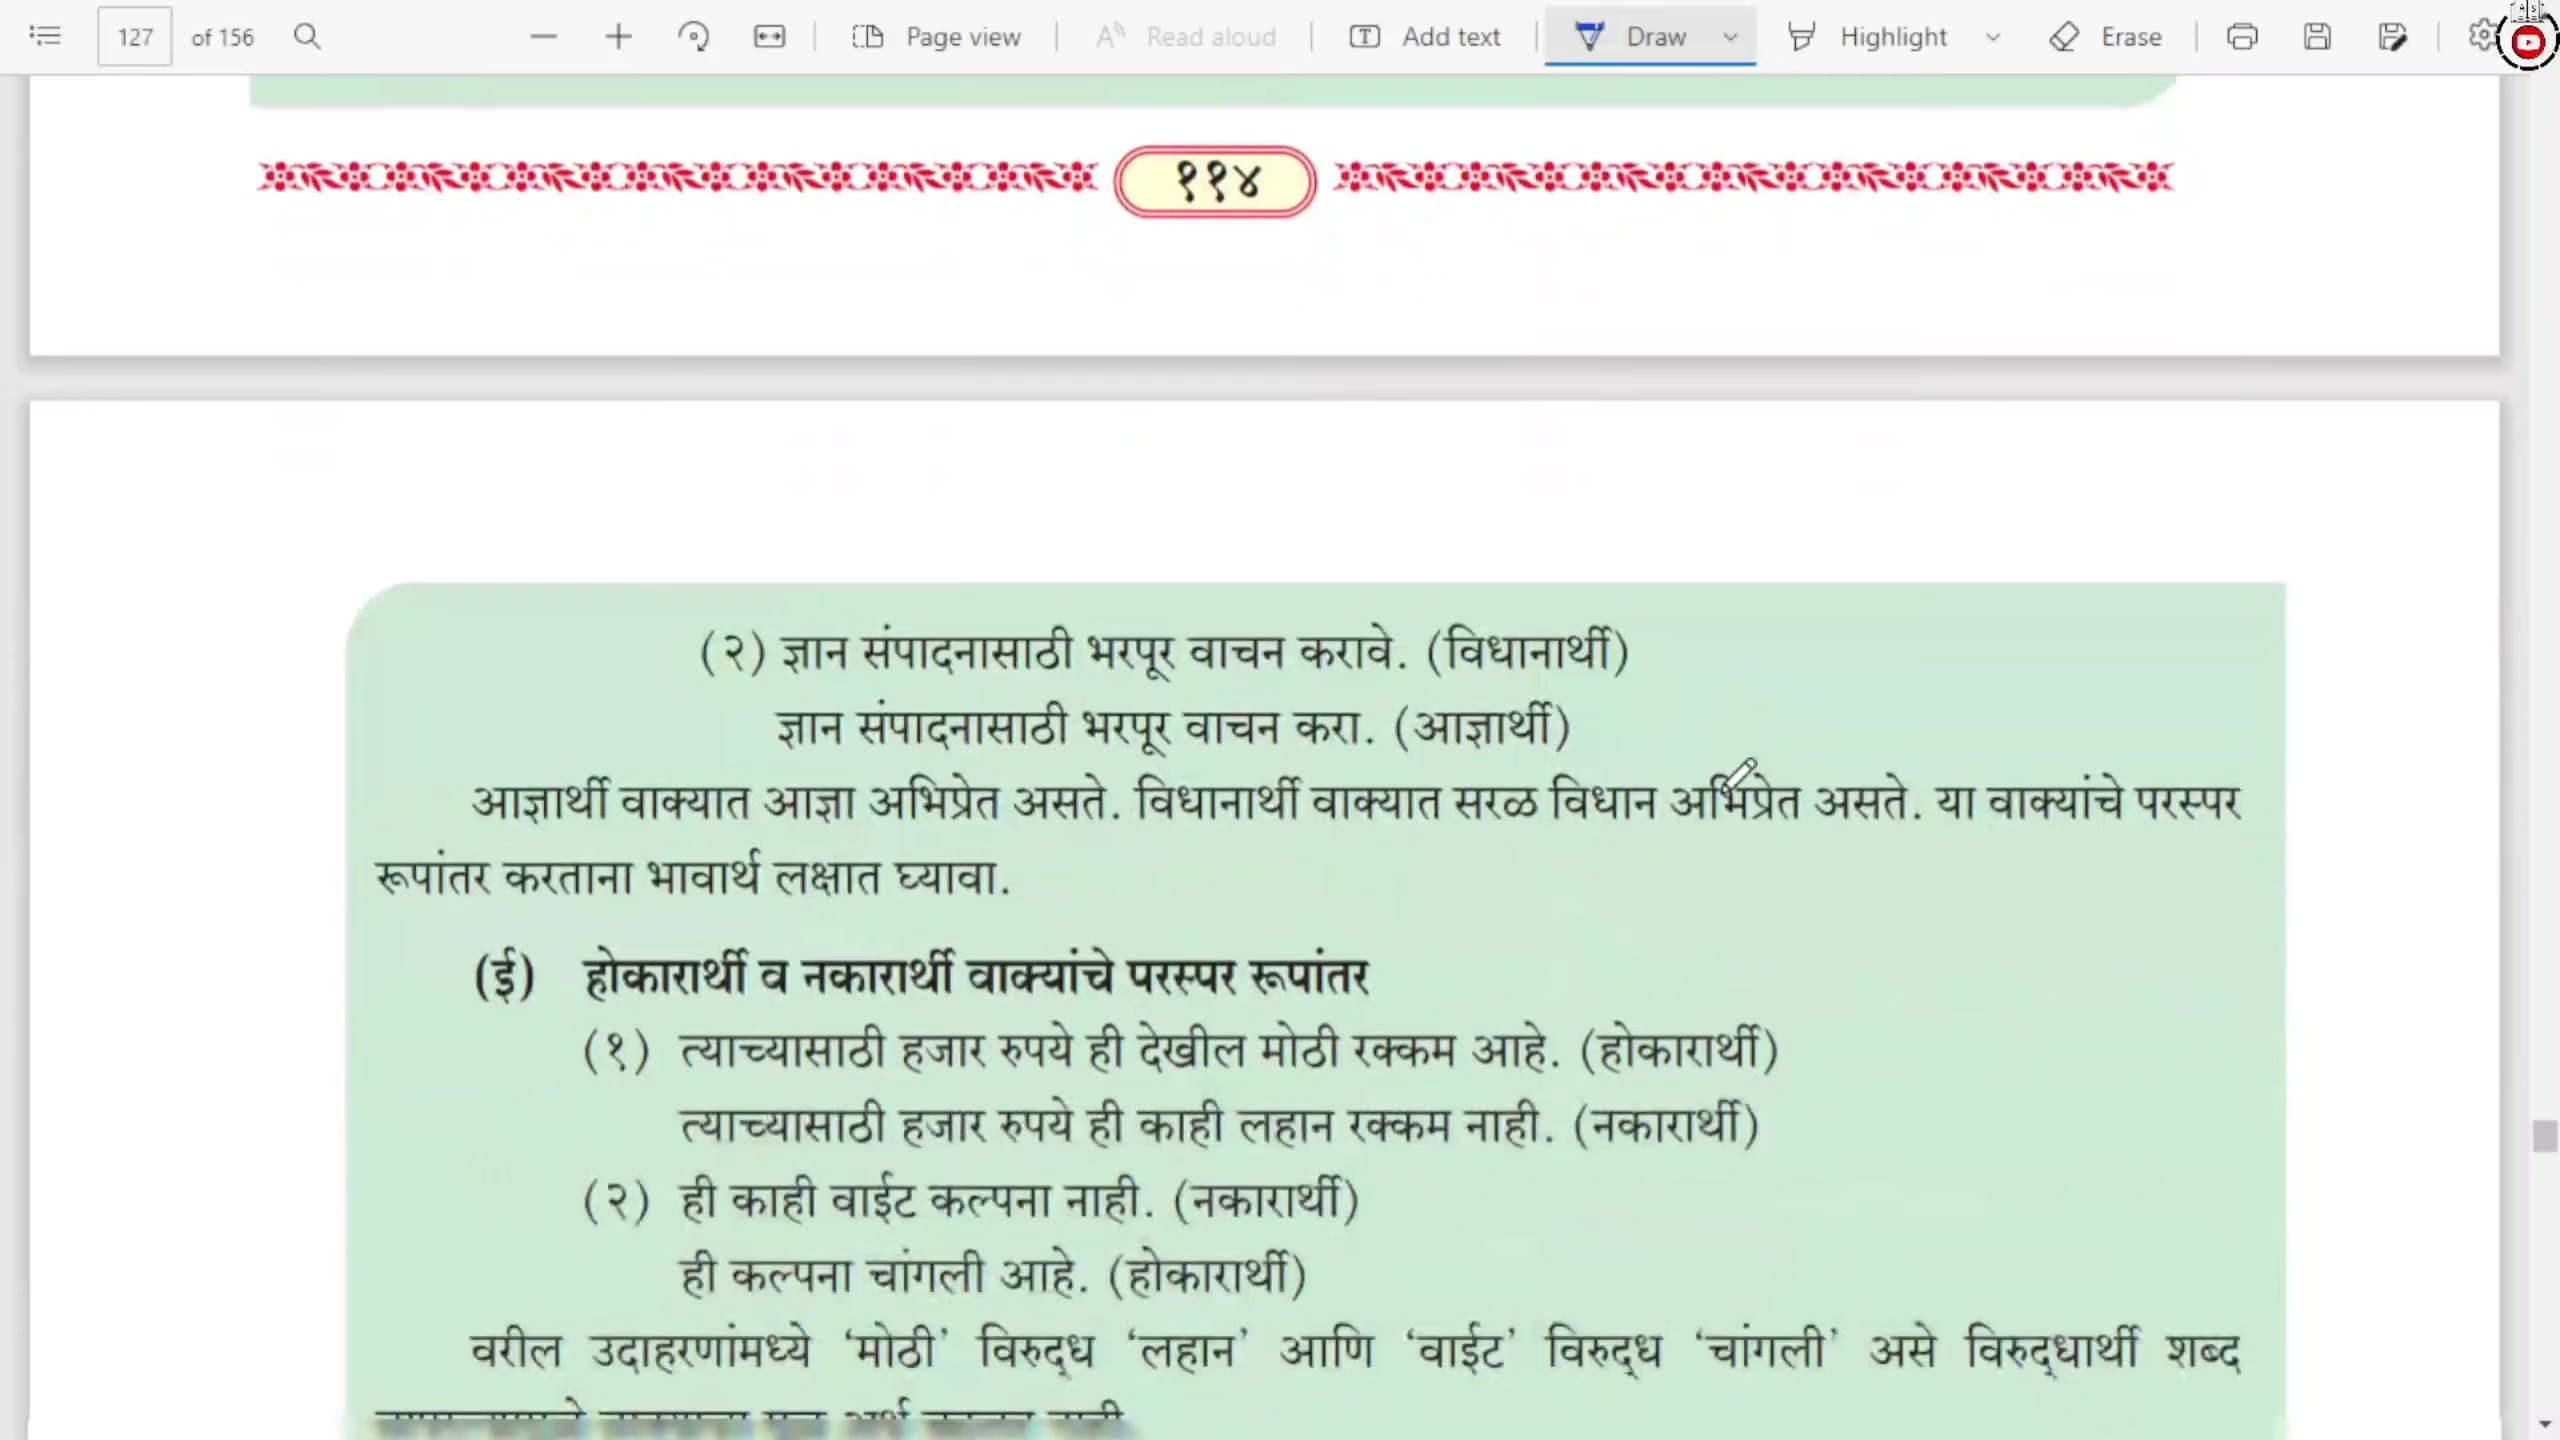 127 of 156 Page view Read aloud Add text Draw Highlight Erase
११४
(२) ज्ञान संपादनासाठी भरपूर वाचन करावे. (विधानार्थी)
ज्ञान संपादनासाठी भरपूर वाचन करा. (आज्ञार्थी)
आज्ञार्थी वाक्यात आज्ञा अभिप्रेत असते. विधानार्थी वाक्यात सरळ विधान अभिप्रेत असते. या वाक्यांचे परस्पर
रूपांतर करताना भावार्थ लक्षात घ्यावा.
(ई) होकारार्थी व नकारार्थी वाक्यांचे परस्पर रूपांतर
(१) त्याच्यासाठी हजार रुपये ही देखील मोठी रक्कम आहे. (होकारार्थी)
त्याच्यासाठी हजार रुपये ही काही लहान रक्कम नाही. (नकारार्थी)
(२) ही काही वाईट कल्पना नाही. (नकारार्थी)
ही कल्पना चांगली आहे. (होकारार्थी)
वरील उदाहरणांमध्ये ‘मोठी’ विरुद्ध ‘लहान’ आणि ‘वाईट’ विरुद्ध ‘चांगली’ असे विरुद्धार्थी शब्द